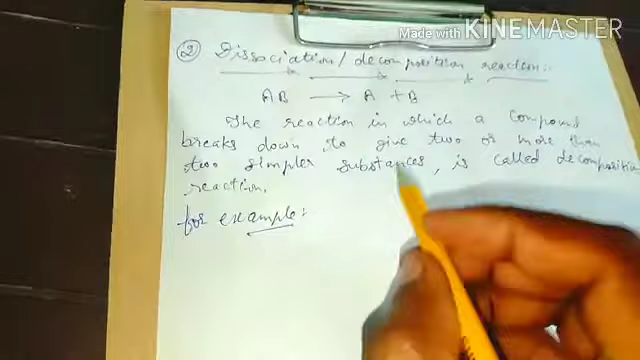 Made with KINEMASTER
② Dissociation/decomposition reaction:
AB → A + B
The reaction in which a compound
breaks down to give two or more than
two simpler substances, is called decomposition
reaction.
for example: